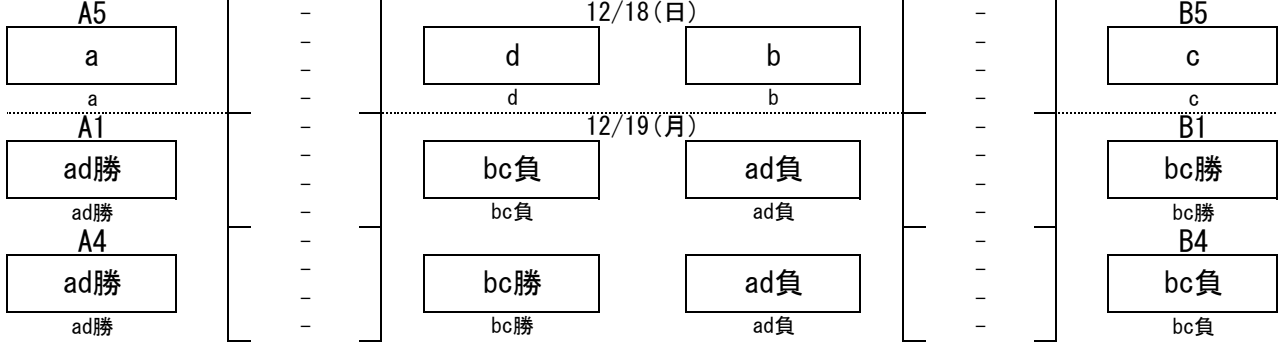 A5 - 12/18(日) - B5
-  -
a d b c
-  -
a - d b - c
A1 - 12/19(月) - B1
-  -
ad勝 bc負 ad負 bc勝
-  -
ad勝 - bc負 ad負 - bc勝
A4 - - B4
-  -
ad勝 bc勝 ad負 bc負
-  -
ad勝 - bc勝 ad負 - bc負